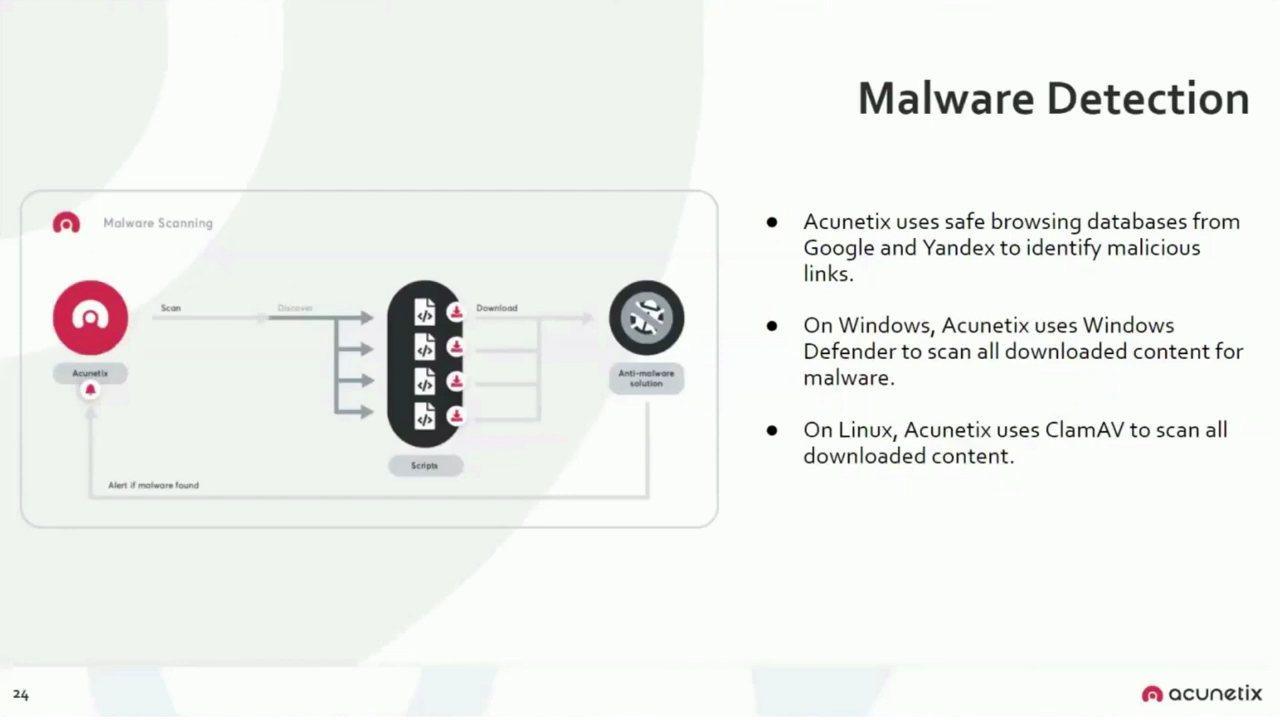 Malware Detection
Malware Scanning
Scan
Discover
Download
Acunetix
Anti-malware
solution
Scripts
Alert if malware found
● Acunetix uses safe browsing databases from
Google and Yandex to identify malicious
links.
● On Windows, Acunetix uses Windows
Defender to scan all downloaded content for
malware.
● On Linux, Acunetix uses ClamAV to scan all
downloaded content.
24
acunetix